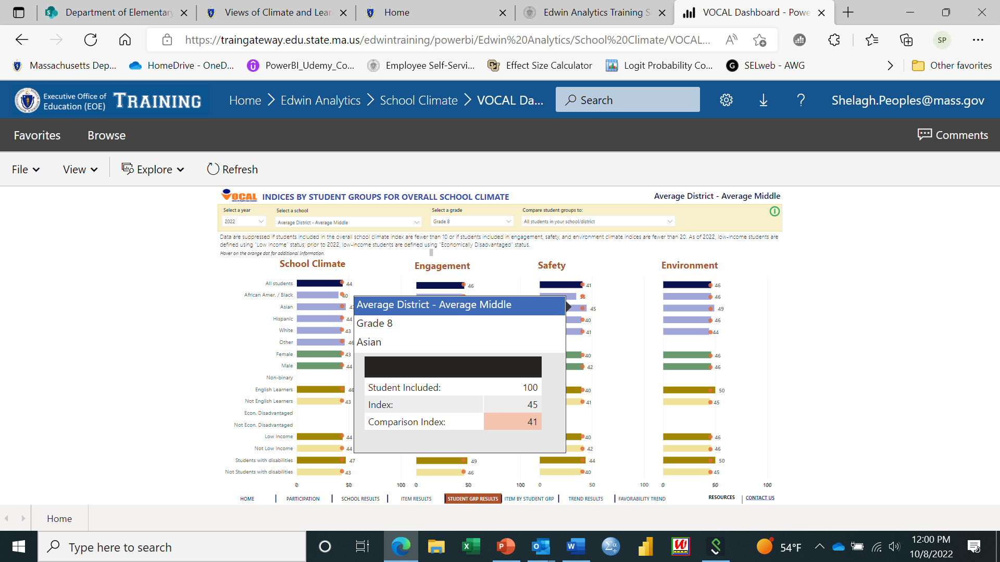 Department of Elementary
Views of Climate and Lear
Home
Edwin Analytics Training S
VOCAL Dashboard - Powe
https://traingateway.edu.state.ma.us/edwintraining/powerbi/Edwin%20Analytics/School%20Climate/VOCAL...
SP
Massachusetts Dep...
HomeDrive - OneD...
PowerBI_Udemy_Co...
Employee Self-Servi...
Effect Size Calculator
Logit Probability Co...
SELweb - AWG
Other favorites
Executive Office of
Education (EOE)
TRAINING
Home > Edwin Analytics > School Climate > VOCAL Da...
Search
Shelagh.Peoples@mass.gov
Favorites
Browse
Comments
File
View
Explore
Refresh
VOCAL
INDICES BY STUDENT GROUPS FOR OVERALL SCHOOL CLIMATE
Average District - Average Middle
Select a year
Select a school
Select a grade
Compare student groups to:
2022
Average District - Average Middle
Grade 8
All students in your school/district
Data are suppressed if students included in the overall school climate index are fewer than 10 or if students included in engagement, safety, and environment climate indices are fewer than 20. As of 2022, low-income students are
defined using "Low Income" status; prior to 2022, low-income students are defined using "Economically Disadvantaged" status.
Hover on the orange dot for additional information.
School Climate
Engagement
Safety
Environment
All students 44 46 41 46
African Amer. / Black 40 46
Asian 47 45 49
Hispanic 44 40 46
White 43 41 44
Other 46
Female 43 40 46
Male 44 42 46
Non-binary
English Learners 46 40 50
Not English Learners 43 41 45
Econ. Disadvantaged
Not Econ. Disadvantaged
Low Income 44 40 46
Not Low Income 44 42 46
Students with disabilities 47 49 44 50
Not Students with disabilities 43 46 40 45
0 50 100 0 50 100 0 50 100 0 50 100
Average District - Average Middle
Grade 8
Asian
Student Included: 100
Index: 45
Comparison Index: 41
HOME
PARTICIPATION
SCHOOL RESULTS
ITEM RESULTS
STUDENT GRP RESULTS
ITEM BY STUDENT GRP
TREND RESULTS
FAVORABILITY TREND
RESOURCES
CONTACT US
Home
Type here to search
54°F
12:00 PM
10/8/2022